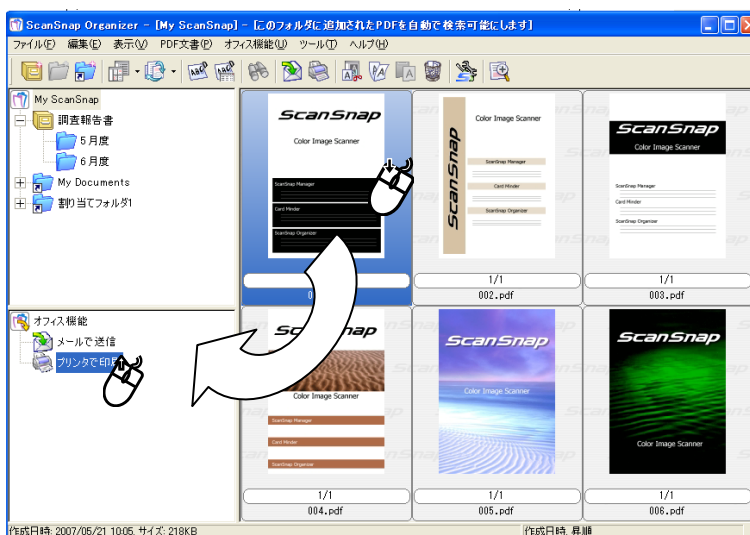 ScanSnap Organizer - [My ScanSnap] - [このフォルダに追加されたPDFを自動で検索可能にします]
ファイル(F) 編集(E) 表示(V) PDF文書(P) オフィス機能(U) ツール(T) ヘルプ(H)
My ScanSnap
調査報告書
5月度
6月度
My Documents
割り当てフォルダ1
オフィス機能
メールで送信
プリンタで印
ScanSnap
Color Image Scanner
ScanSnap Manager
Card Minder
ScanSnap Organizer
ScanSnap
Color Image Scanner
ScanSnap Manager
Card Minder
ScanSnap Organizer
1/1
002.pdf
ScanSnap
Color Image Scanner
ScanSnap Manager
Card Minder
ScanSnap Organizer
1/1
003.pdf
Color Image Scanner
ScanSnap Manager
Card Minder
ScanSnap Organizer
1/1
004.pdf
ScanSnap
Color Image Scanner
1/1
005.pdf
ScanSnap
Color Image Scanner
1/1
006.pdf
作成日時: 2007/05/21 10:05, サイズ: 218KB
作成日時, 昇順